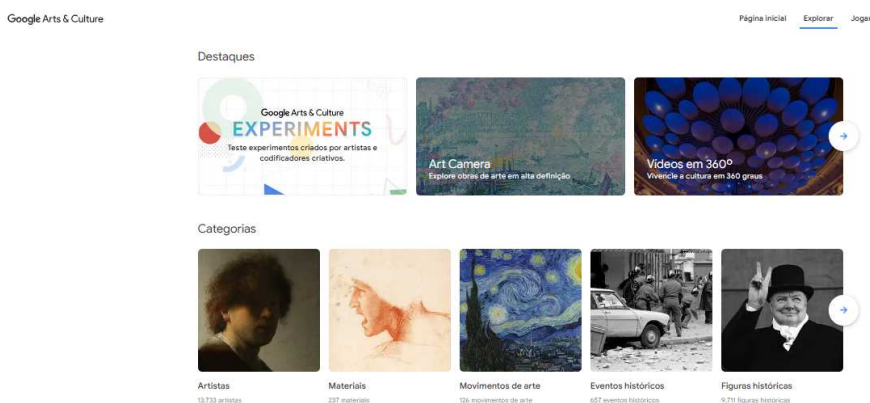 Google Arts & Culture
Página inicial
Explorar
Jogar
Destaques
Google Arts & Culture
EXPERIMENTS
Teste experimentos criados por artistas e
codificadores criativos.
Art Camera
Explore obras de arte em alta definição
Vídeos em 360º
Vivencie a cultura em 360 graus
Categorias
Artistas
13.733 artistas
Materiais
237 materiais
Movimentos de arte
126 movimentos de arte
Eventos históricos
657 eventos históricos
Figuras históricas
9.711 figuras históricas